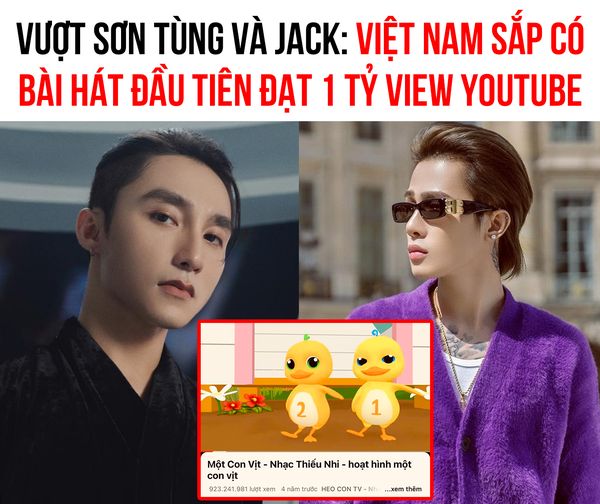 VƯỢT SƠN TÙNG VÀ JACK: VIỆT NAM SẮP CÓ
BÀI HÁT ĐẦU TIÊN ĐẠT 1 TỶ VIEW YOUTUBE
2
1
Một Con Vịt - Nhạc Thiếu Nhi - hoạt hình một
con vịt
923.241.981 lượt xem 4 năm trước HEO CON TV - Nh ...xem thêm